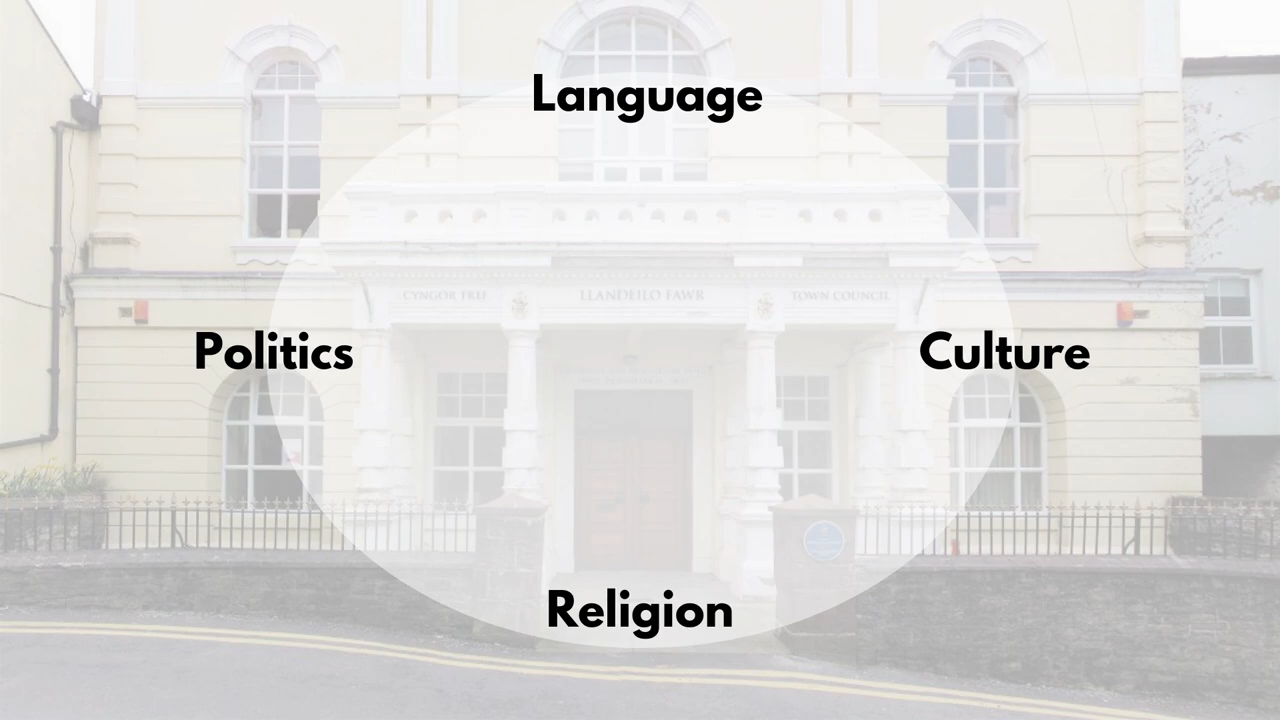 Language
CYNGOR TREF
LLANDEILO FAWR
TOWN COUNCIL
Politics
Culture
Religion